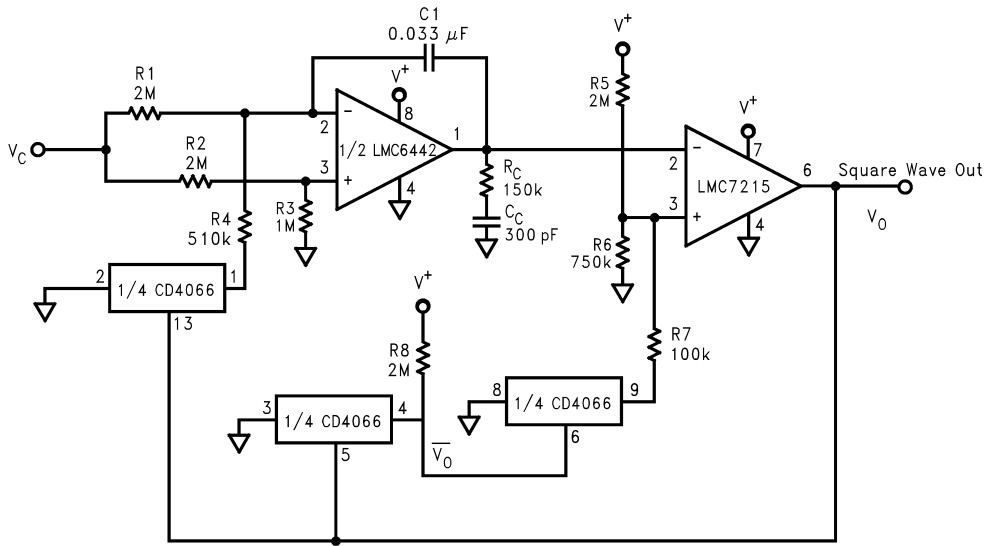 C1
0.033 μF
V+
R1
2M
V+
R5
2M
V+
8
2
−
1/2 LMC6442
1
R2
2M
VC
3
+
4
RC
150k
CC
300 pF
R3
1M
R4
510k
7
−
2
LMC7215
6
Square Wave Out
VO
3
+
4
R6
750k
2
1/4 CD4066
1
13
V+
R8
2M
R7
100k
8
1/4 CD4066
9
6
3
1/4 CD4066
4
5
V̅O̅